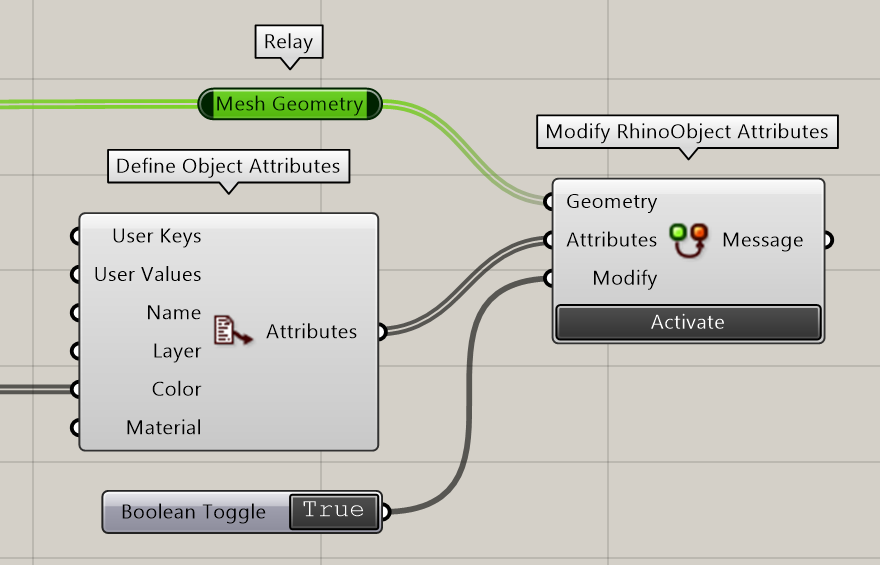 Relay
Mesh Geometry
Modify RhinoObject Attributes
Define Object Attributes
User Keys
User Values
Name
Layer
Color
Material
Attributes
Geometry
Attributes
Modify
Message
Activate
Boolean Toggle
True